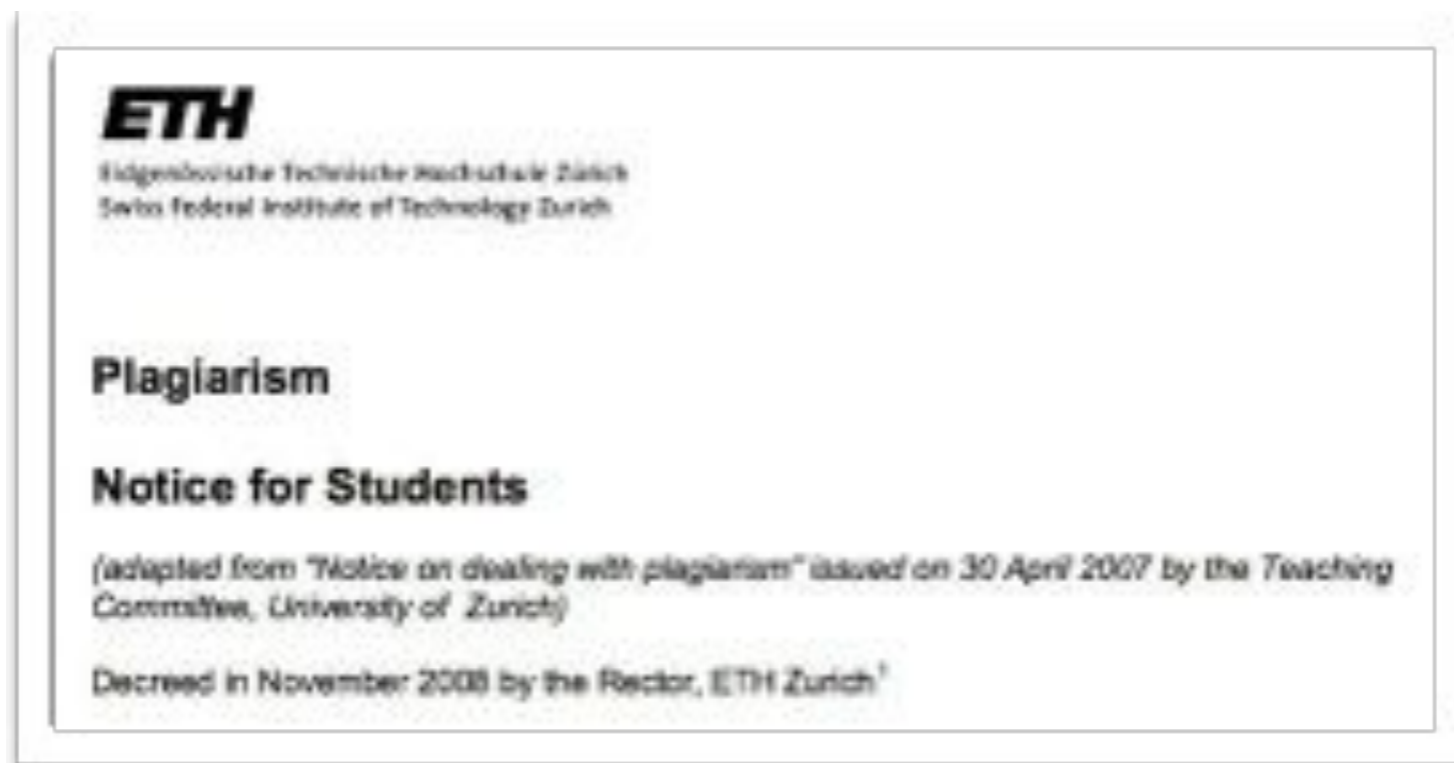 ETH
Eidgenössische Technische Hochschule Zürich
Swiss Federal Institute of Technology Zurich
Plagiarism
Notice for Students
(adapted from "Notice on dealing with plagiarism" issued on 30 April 2007 by the Teaching
Committee, University of Zurich)
Decreed in November 2008 by the Rector, ETH Zurich¹